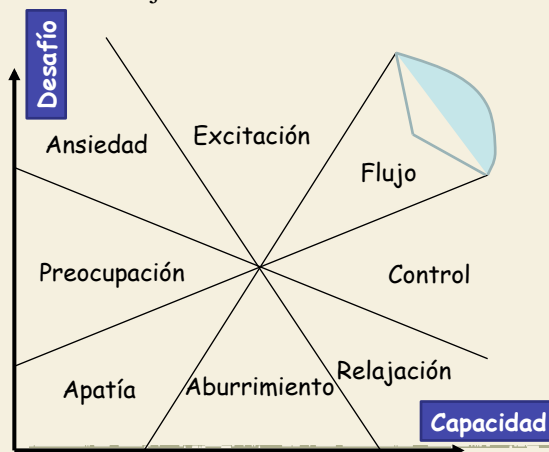 Desafío
Ansiedad
Excitación
Flujo
Preocupación
Control
Apatía
Aburrimiento
Relajación
Capacidad